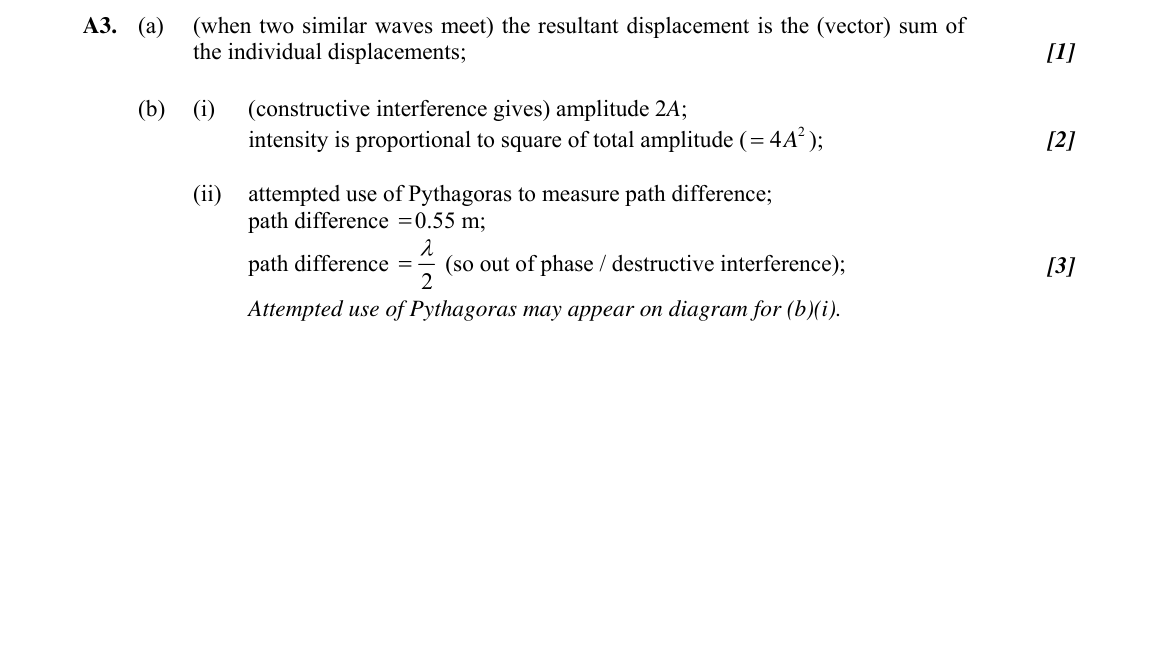 A3. (a) (when two similar waves meet) the resultant displacement is the (vector) sum of
the individual displacements; [1]
(b) (i) (constructive interference gives) amplitude 2A;
intensity is proportional to square of total amplitude (= 4A²); [2]
(ii) attempted use of Pythagoras to measure path difference;
path difference = 0.55 m;
path difference = λ/2 (so out of phase / destructive interference); [3]
Attempted use of Pythagoras may appear on diagram for (b)(i).